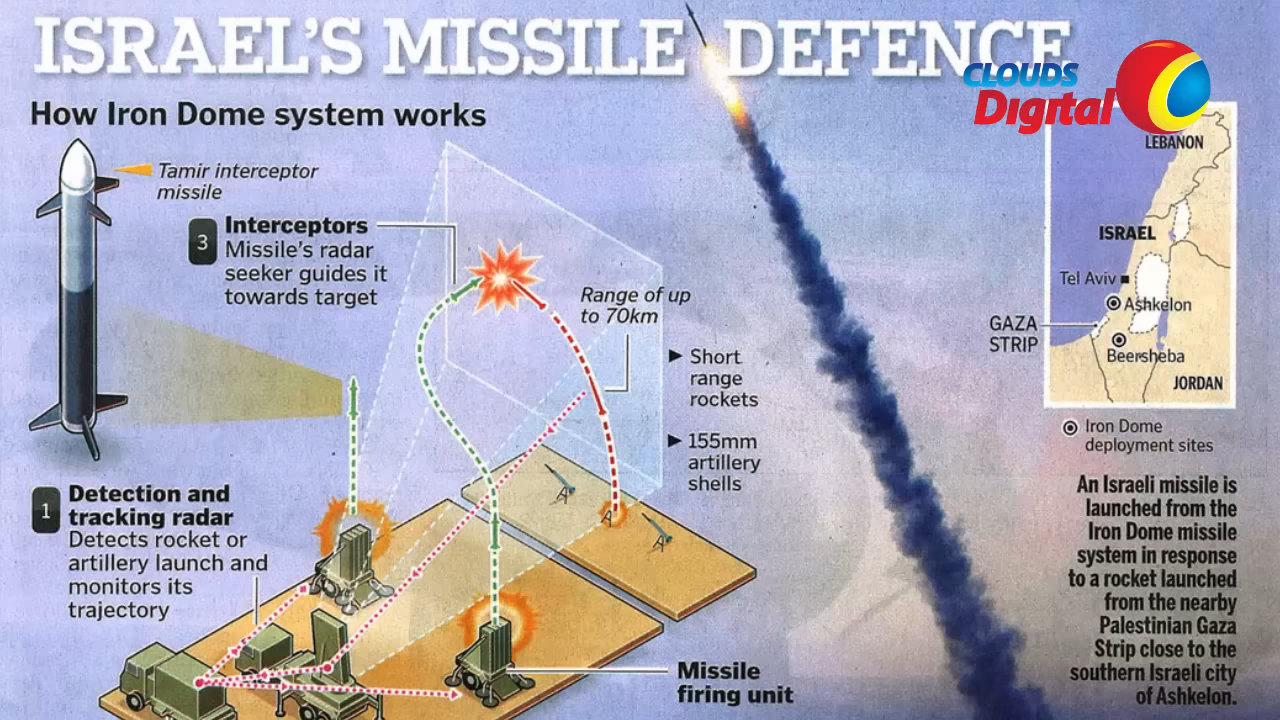 ISRAEL'S MISSILE DEFENCE
CLOUDS
Digital
How Iron Dome system works
Tamir interceptor
missile
3
Interceptors
Missile's radar
seeker guides it
towards target
Range of up
to 70km
► Short
range
rockets
► 155mm
artillery
shells
1
Detection and
tracking radar
Detects rocket or
artillery launch and
monitors its
trajectory
Missile
firing unit
LEBANON
ISRAEL
Tel Aviv
Ashkelon
GAZA
STRIP
Beersheba
JORDAN
Iron Dome
deployment sites
An Israeli missile is
launched from the
Iron Dome missile
system in response
to a rocket launched
from the nearby
Palestinian Gaza
Strip close to the
southern Israeli city
of Ashkelon.